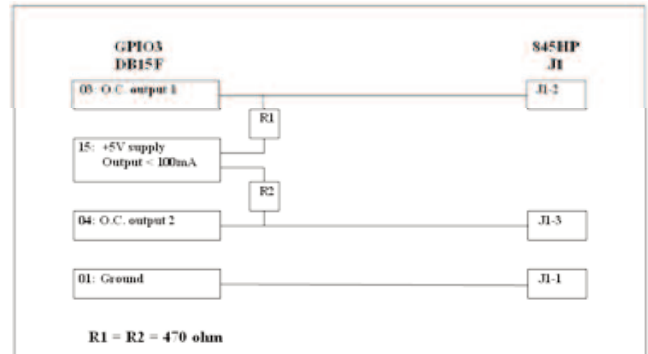 GPIO3
DB15F
845HP
J1
03: O.C. output 1
J1-2
R1
15: +5V supply
Output < 100mA
R2
04: O.C. output 2
J1-3
01: Ground
J1-1
R1 = R2 = 470 ohm